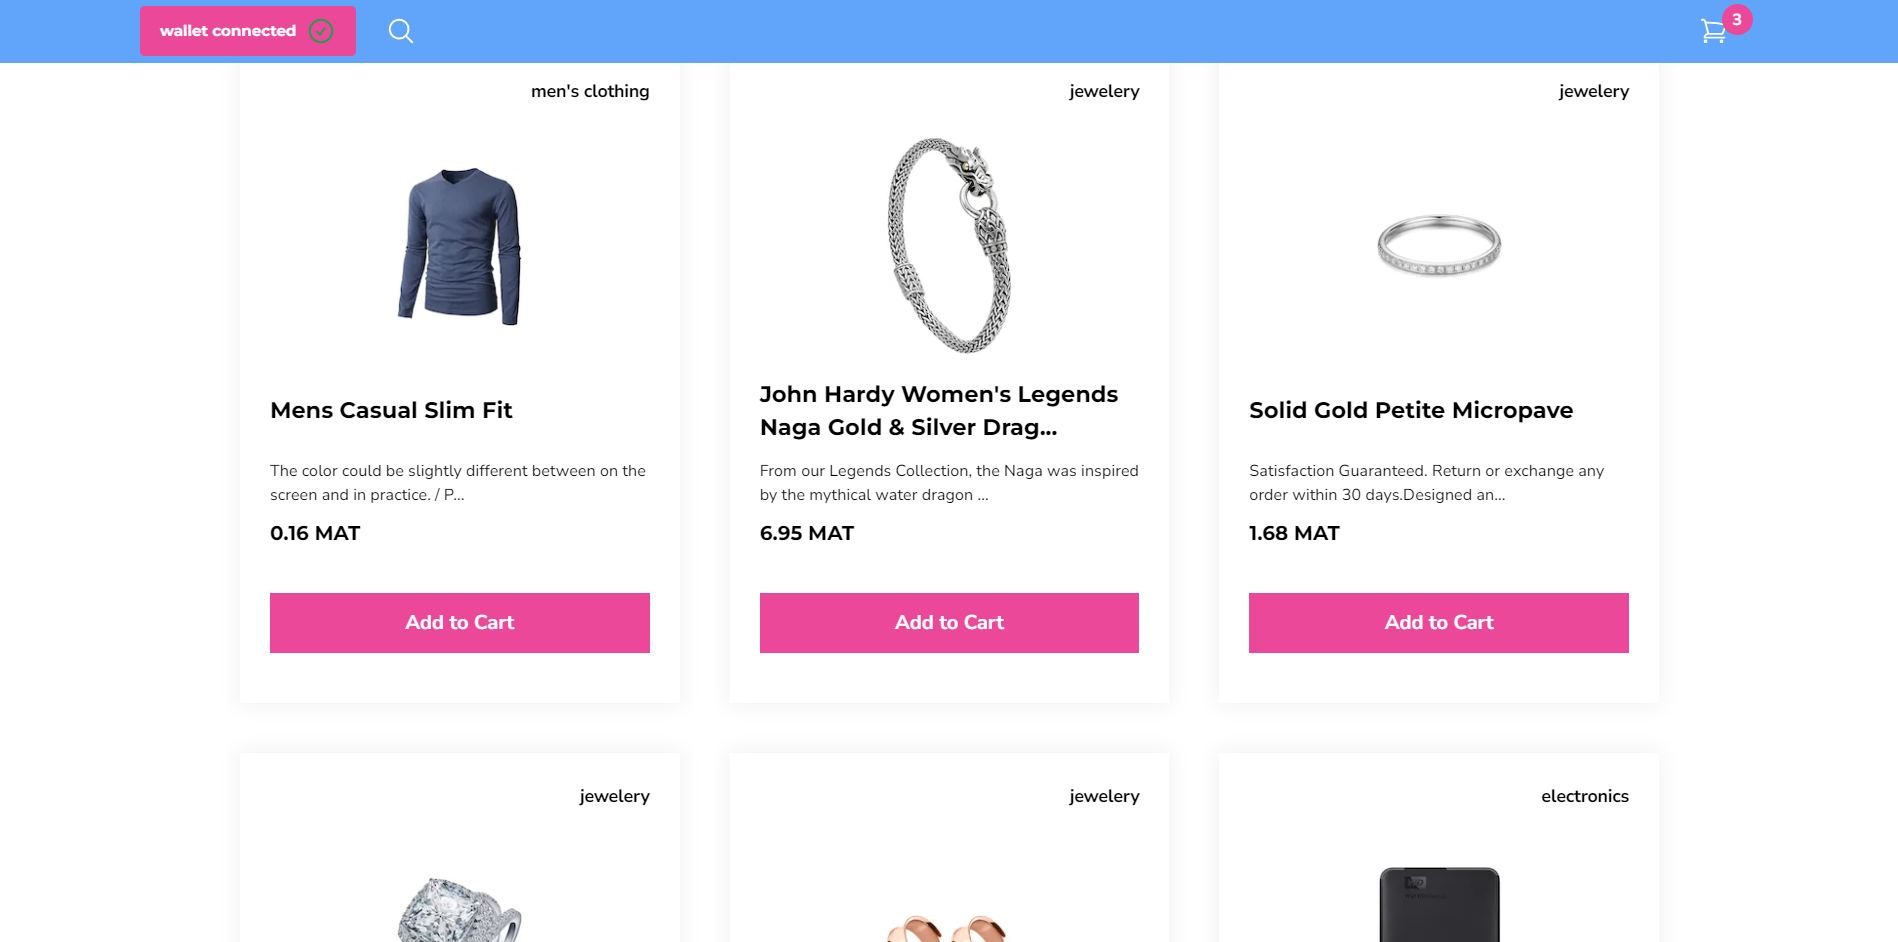 wallet connected
3
men's clothing
jewelery
jewelery
Mens Casual Slim Fit
John Hardy Women's Legends
Naga Gold & Silver Drag...
Solid Gold Petite Micropave
The color could be slightly different between on the
screen and in practice. / P...
From our Legends Collection, the Naga was inspired
by the mythical water dragon ...
Satisfaction Guaranteed. Return or exchange any
order within 30 days.Designed an...
0.16 MAT
6.95 MAT
1.68 MAT
Add to Cart
Add to Cart
Add to Cart
jewelery
jewelery
electronics